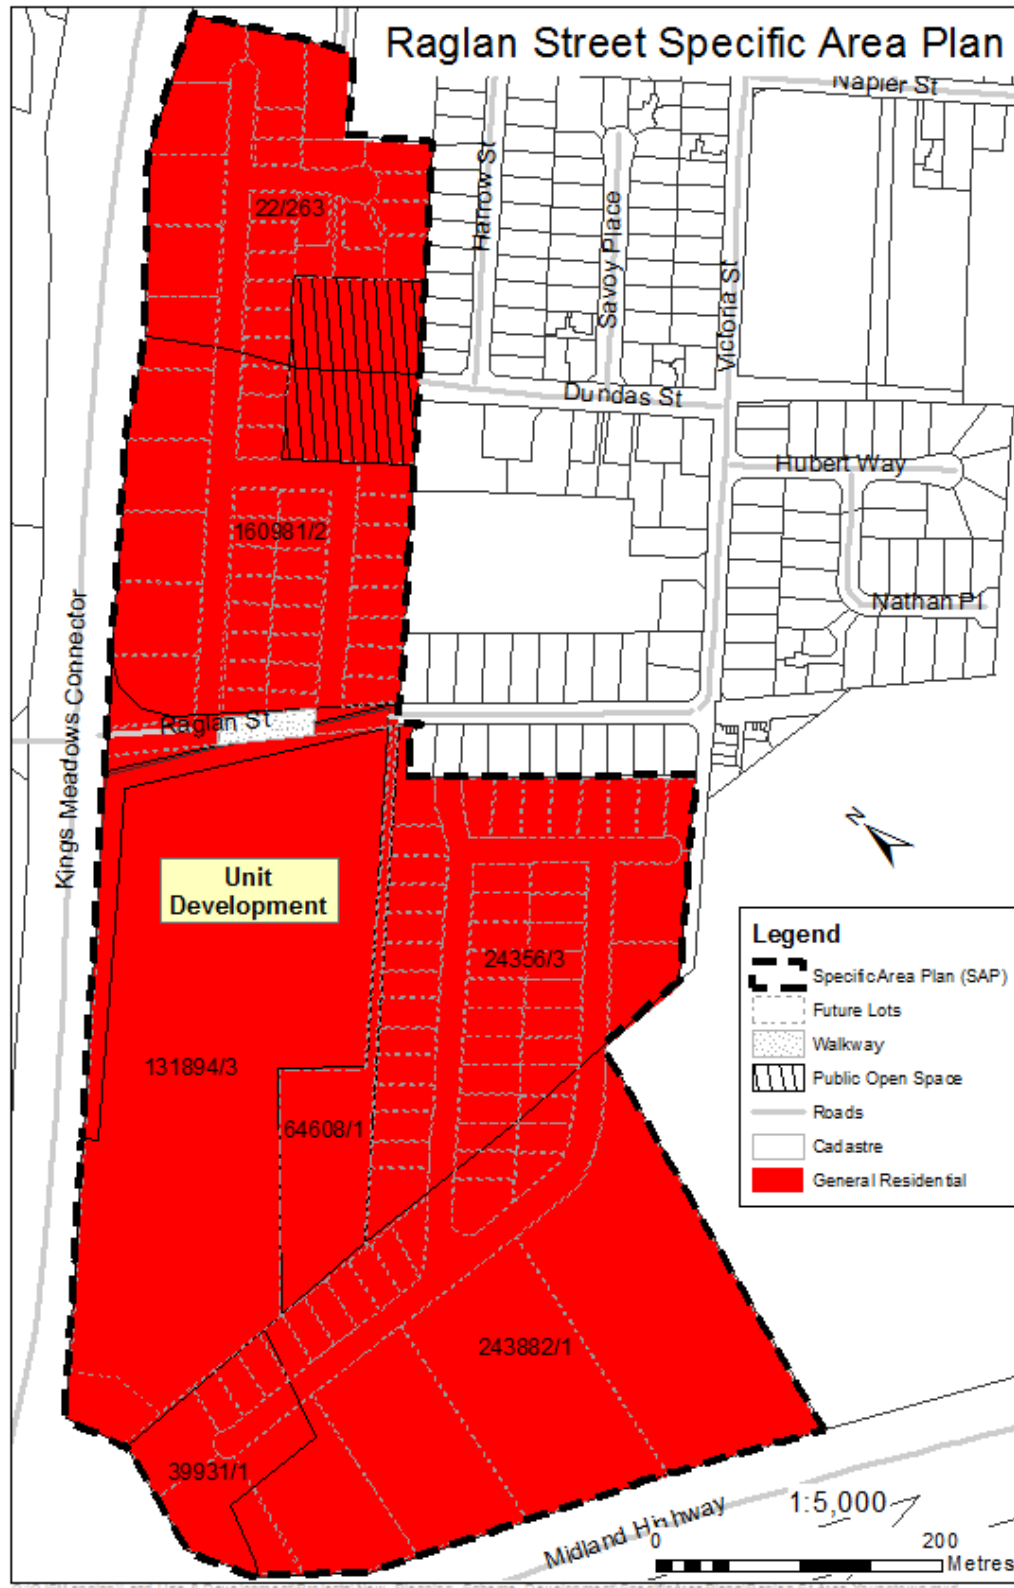 Raglan Street Specific Area Plan
Napier St
Harrow St
Savoy Place
Victoria St
22/263
Dundas St
Hubert Way
160981/2
Nathan Pl
Kings Meadows Connector
Raglan St
Unit
Development
N
24356/3
131894/3
64608/1
243882/1
39931/1
Legend
Specific Area Plan (SAP)
Future Lots
Walkway
Public Open Space
Roads
Cadastre
General Residential
Midland Highway
1:5,000
0 200
Metres